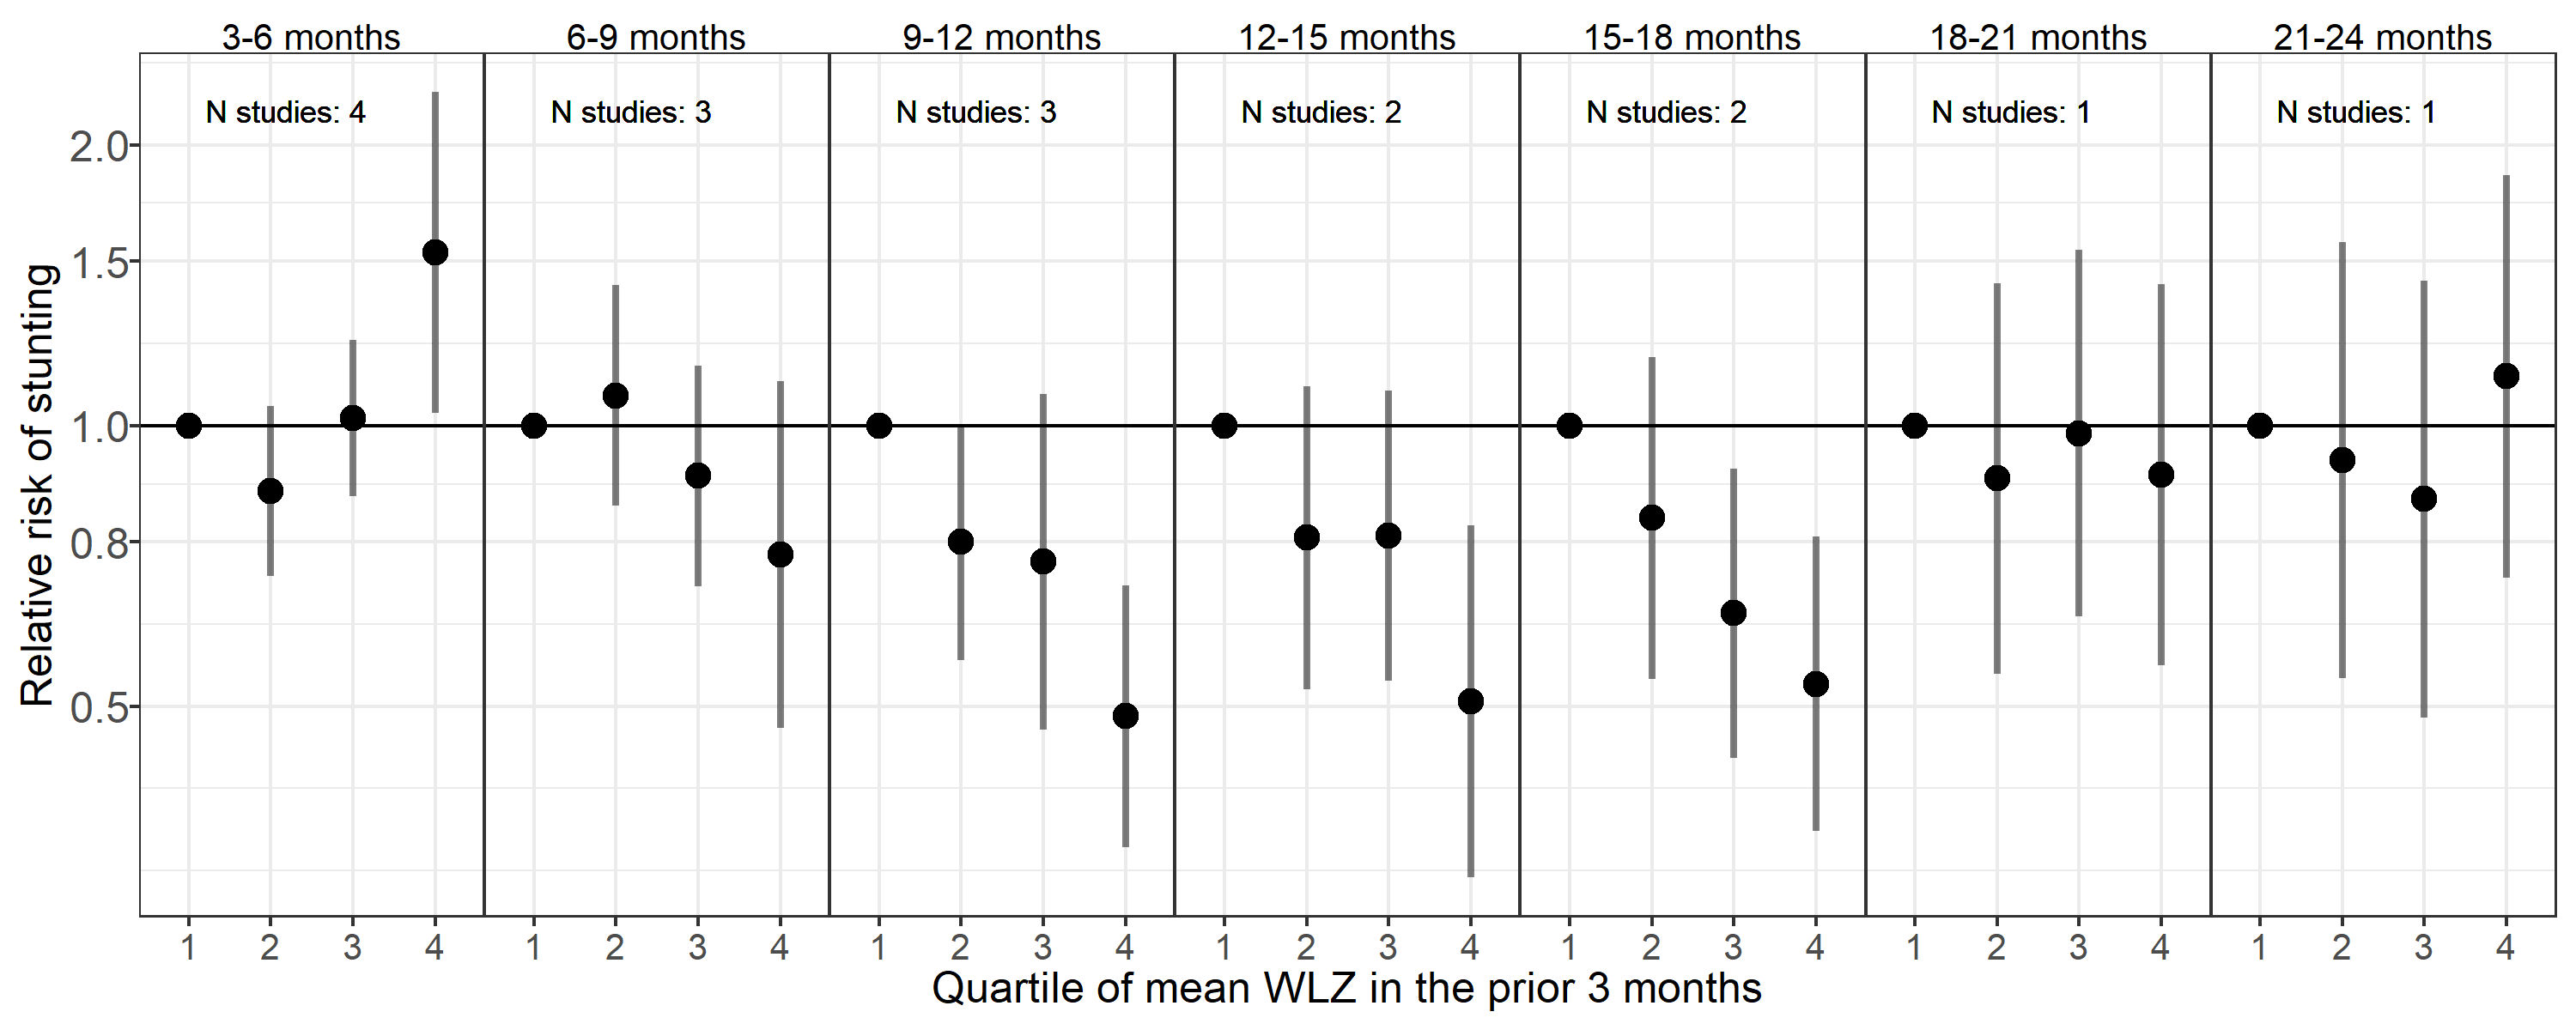 3-6 months 6-9 months 9-12 months 12-15 months 15-18 months 18-21 months 21-24 months
N studies: 4 N studies: 3 N studies: 3 N studies: 2 N studies: 2 N studies: 1 N studies: 1
Relative risk of stunting
2.0
1.5
1.0
0.8
0.5
1 2 3 4 1 2 3 4 1 2 3 4 1 2 3 4 1 2 3 4 1 2 3 4 1 2 3 4
Quartile of mean WLZ in the prior 3 months